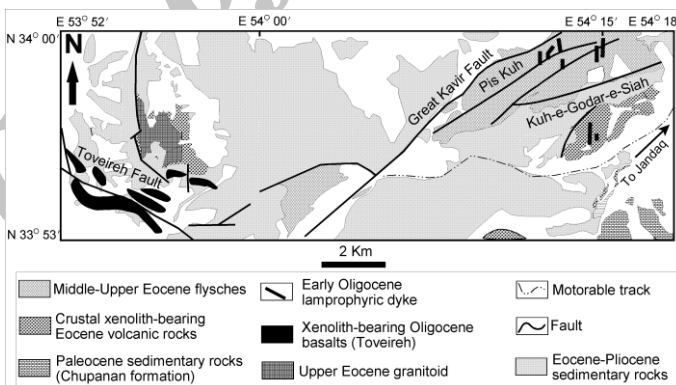 E 53° 52'
E 54° 00'
E 54° 15'
E 54° 18'
N 34° 00'
N
Great Kavir Fault
Pis Kuh
Kuh-e-Godar-e-Siah
Toveireh Fault
To Jandaq
N 33° 53'
2 Km
Middle-Upper Eocene flysches
Early Oligocene
lamprophyric dyke
Motorable track
Crustal xenolith-bearing
Eocene volcanic rocks
Xenolith-bearing Oligocene
basalts (Toveireh)
Fault
Paleocene sedimentary rocks
(Chupanan formation)
Upper Eocene granitoid
Eocene-Pliocene
sedimentary rocks